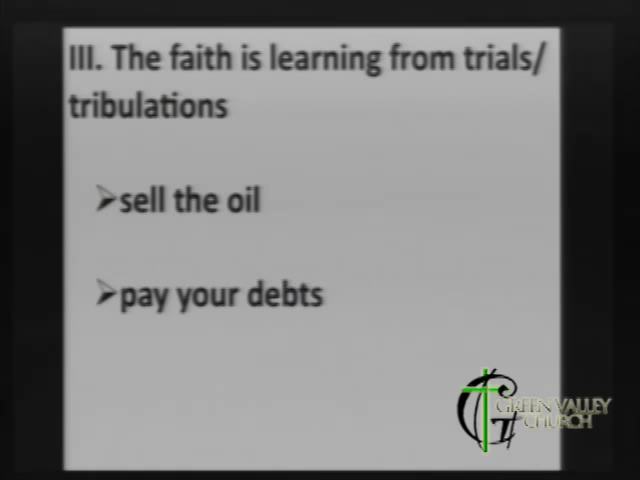 III. The faith is learning from trials/
tribulations
➢sell the oil
➢pay your debts
GREEN VALLEY
CHURCH